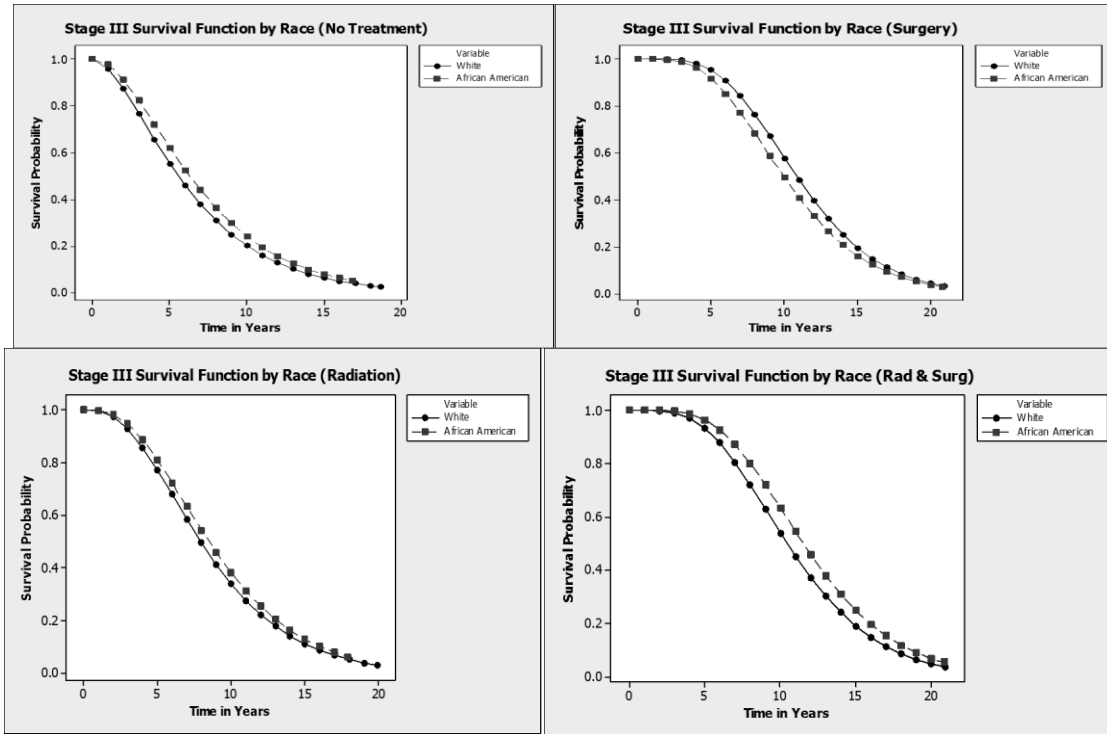 Stage III Survival Function by Race (No Treatment)
Variable
White
African American
Survival Probability
1.0
0.8
0.6
0.4
0.2
0.0
0
5
10
15
20
Time in Years
Stage III Survival Function by Race (Surgery)
Variable
White
African American
Survival Probability
1.0
0.8
0.6
0.4
0.2
0.0
0
5
10
15
20
Time in Years
Stage III Survival Function by Race (Radiation)
Variable
White
African American
Survival Probability
1.0
0.8
0.6
0.4
0.2
0.0
0
5
10
15
20
Time in Years
Stage III Survival Function by Race (Rad & Surg)
Variable
White
African American
Survival Probability
1.0
0.8
0.6
0.4
0.2
0.0
0
5
10
15
20
Time in Years